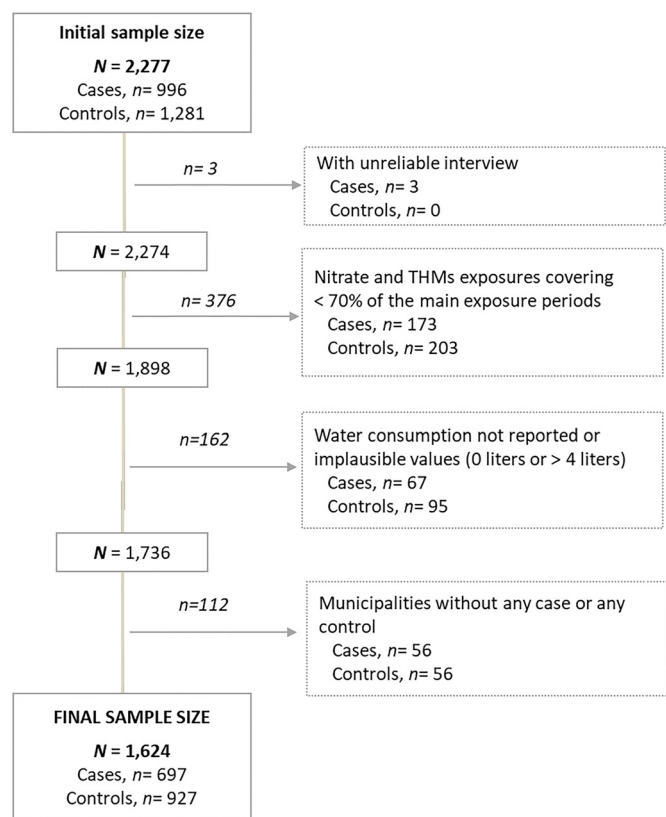 Initial sample size
N = 2,277
Cases, n= 996
Controls, n= 1,281
n= 3
With unreliable interview
Cases, n= 3
Controls, n= 0
N = 2,274
n= 376
Nitrate and THMs exposures covering
< 70% of the main exposure periods
Cases, n= 173
Controls, n= 203
N = 1,898
n=162
Water consumption not reported or
implausible values (0 liters or > 4 liters)
Cases, n= 67
Controls, n= 95
N = 1,736
n=112
Municipalities without any case or any
control
Cases, n= 56
Controls, n= 56
FINAL SAMPLE SIZE
N = 1,624
Cases, n= 697
Controls, n= 927